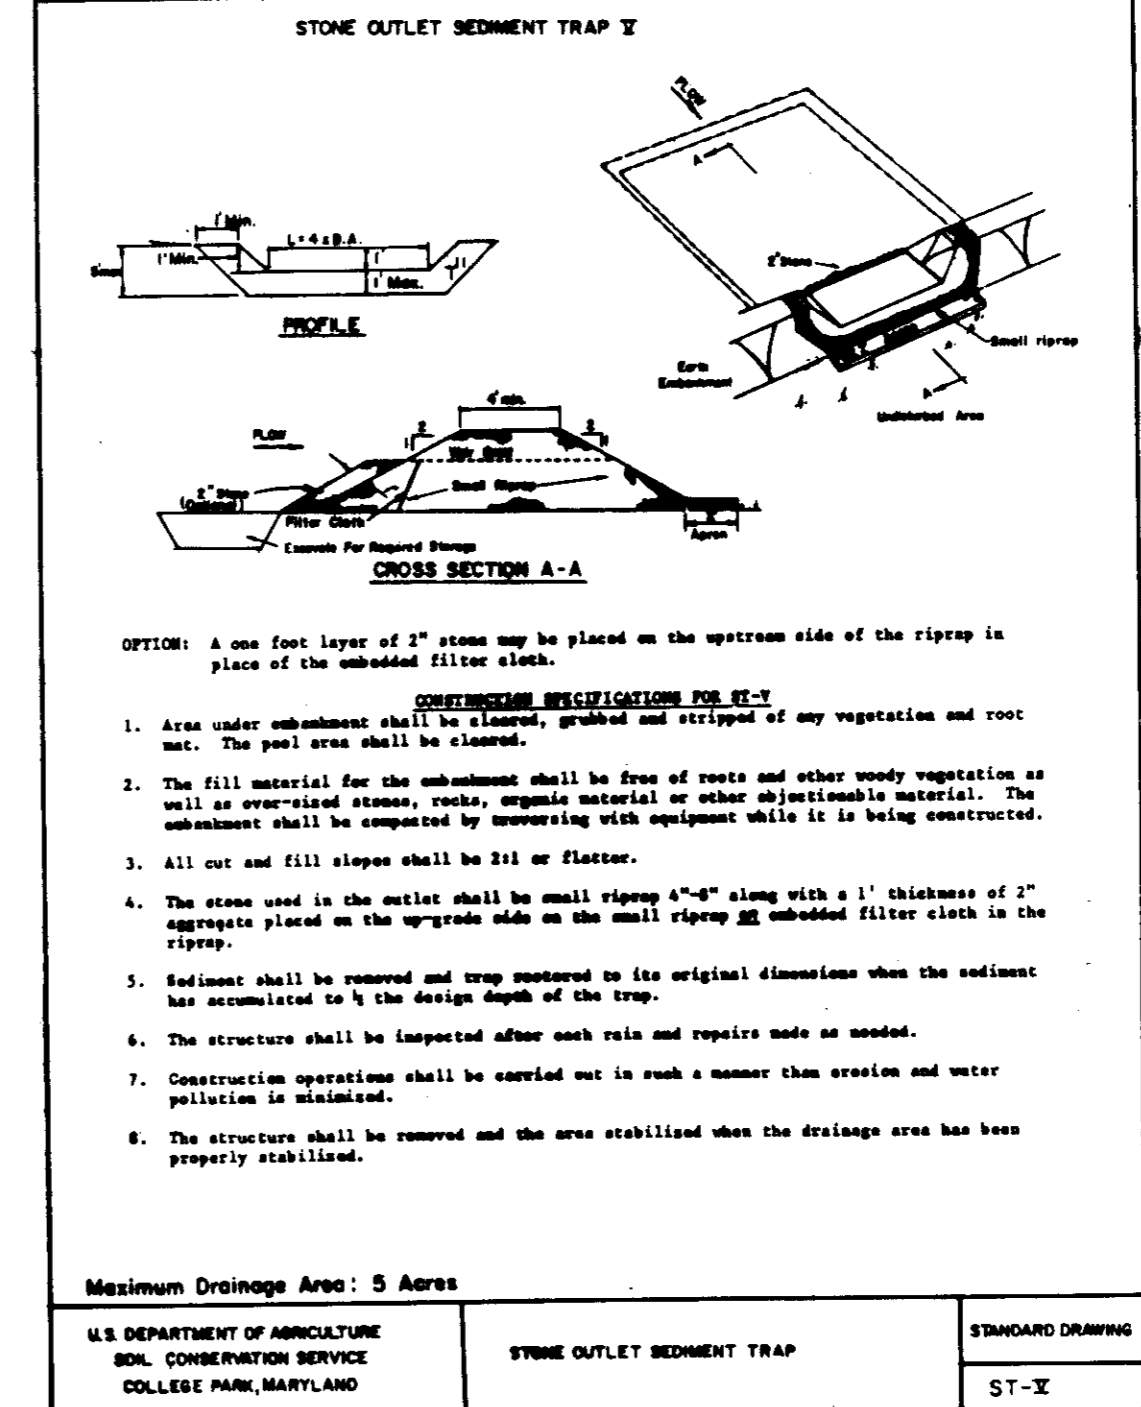 STONE OUTLET SEDIMENT TRAP V
FLOW
A
1' Min.
L = 4 x D.A.
1' Min.
1'
5' max
1' Max.
PROFILE
2" Stone
Small riprap
Earth
Embankment
A
Undisturbed Area
4' min.
2
1
2
FLOW
Weir Crest
2" Stone
(Optional)
Small Riprap
Filter Cloth
Apron
Excavate For Required Storage
CROSS SECTION A-A
OPTION: A one foot layer of 2" stone may be placed on the upstream side of the riprap in
place of the embedded filter cloth.
CONSTRUCTION SPECIFICATIONS FOR ST-V
1. Area under embankment shall be cleared, grubbed and stripped of any vegetation and root
mat. The pool area shall be cleared.
2. The fill material for the embankment shall be free of roots and other woody vegetation as
well as over-sized stones, rocks, organic material or other objectionable material. The
embankment shall be compacted by traversing with equipment while it is being constructed.
3. All cut and fill slopes shall be 2:1 or flatter.
4. The stone used in the outlet shall be small riprap 4"-8" along with a 1' thickness of 2"
aggregate placed on the up-grade side on the small riprap or embedded filter cloth in the
riprap.
5. Sediment shall be removed and trap restored to its original dimensions when the sediment
has accumulated to ½ the design depth of the trap.
6. The structure shall be inspected after each rain and repairs made as needed.
7. Construction operations shall be carried out in such a manner than erosion and water
pollution is minimized.
8. The structure shall be removed and the area stabilized when the drainage area has been
properly stabilized.
Maximum Drainage Area: 5 Acres
U.S. DEPARTMENT OF AGRICULTURE
SOIL CONSERVATION SERVICE
COLLEGE PARK, MARYLAND
STONE OUTLET SEDIMENT TRAP
STANDARD DRAWING
ST-V